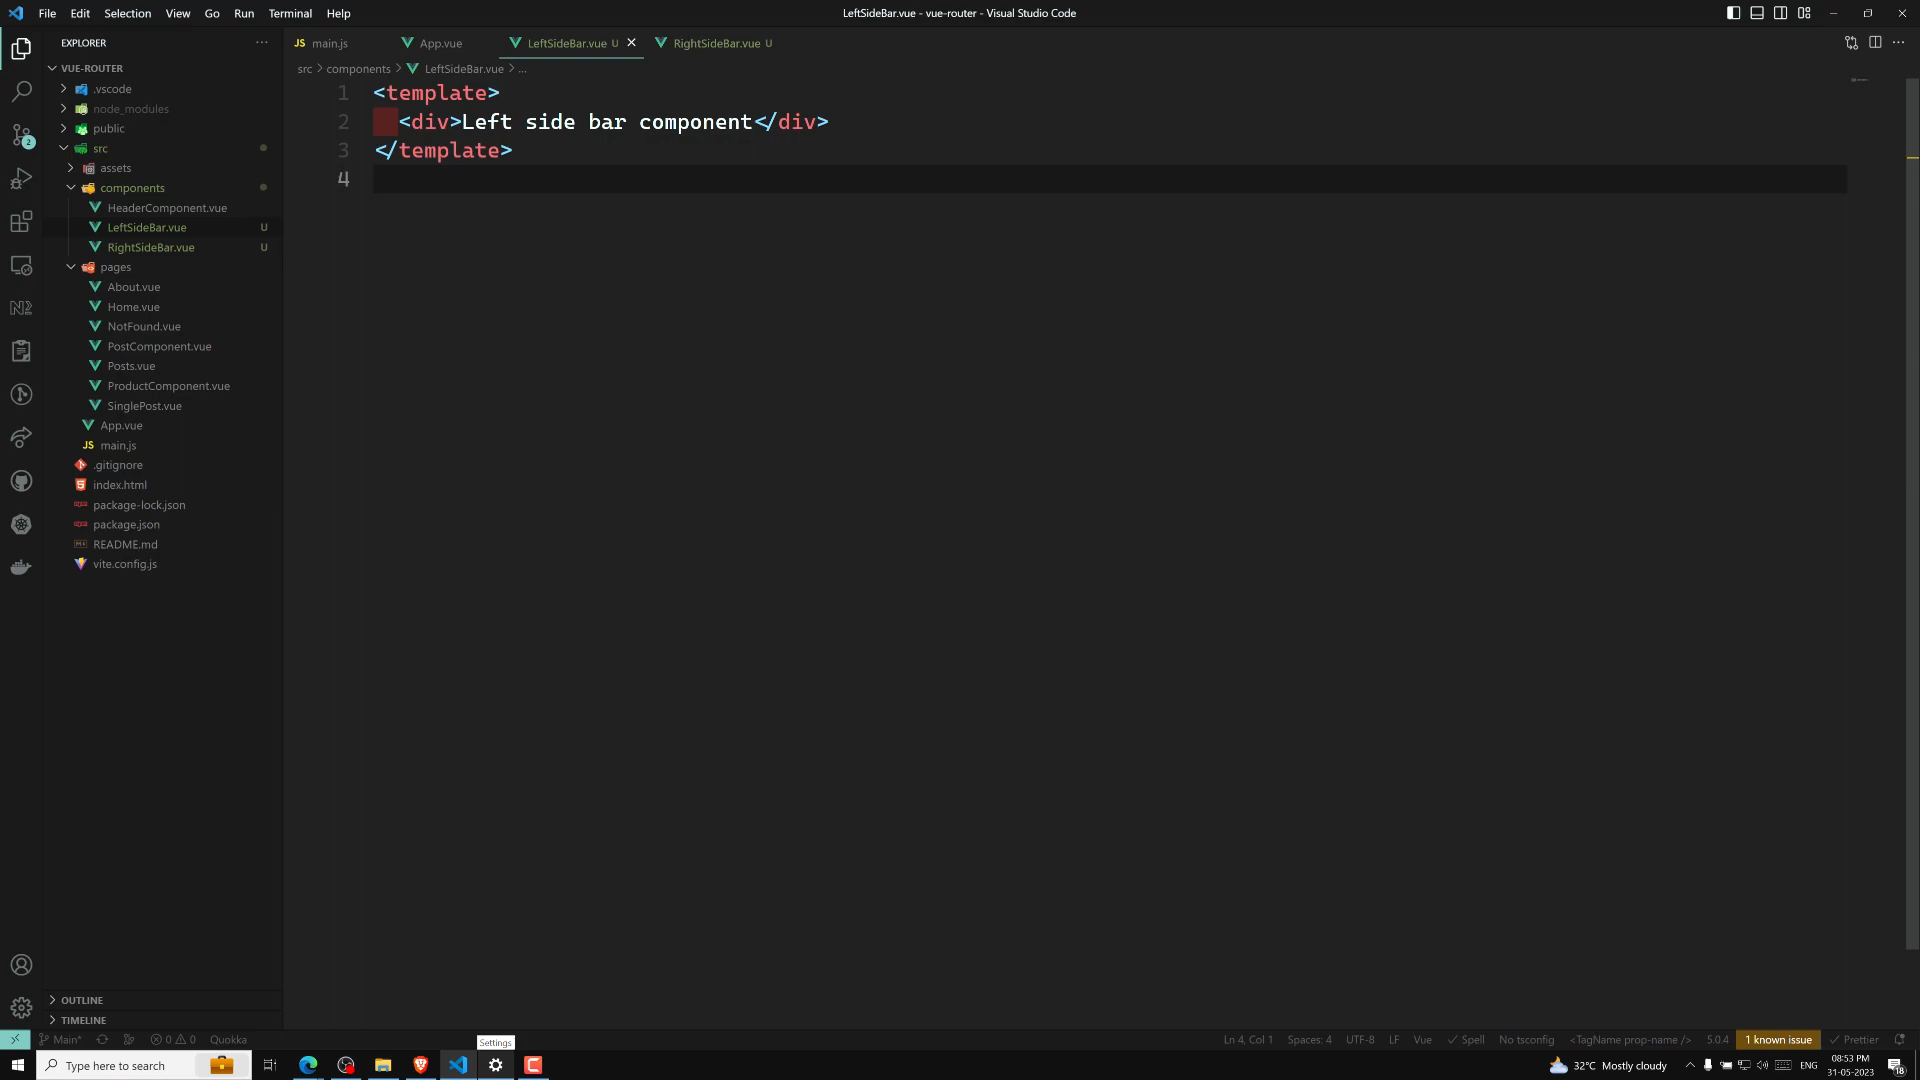 File Edit Selection View Go Run Terminal Help
LeftSideBar.vue - vue-router - Visual Studio Code
EXPLORER
JS main.js
App.vue
LeftSideBar.vue U
RightSideBar.vue U
src > components > LeftSideBar.vue > ...
VUE-ROUTER
.vscode
node_modules
public
src
assets
components
HeaderComponent.vue
LeftSideBar.vue U
RightSideBar.vue U
pages
About.vue
Home.vue
NotFound.vue
PostComponent.vue
Posts.vue
ProductComponent.vue
SinglePost.vue
App.vue
JS main.js
.gitignore
index.html
package-lock.json
package.json
README.md
vite.config.js
OUTLINE
TIMELINE
1 <template>
2 <div>Left side bar component</div>
3 </template>
4
2
Settings
Main* 0 0 Quokka
Ln 4, Col 1 Spaces: 4 UTF-8 LF Vue Spell No tsconfig <TagName prop-name /> 5.0.4 1 known issue Prettier
Type here to search
32°C Mostly cloudy
ENG
08:53 PM
31-05-2023
18